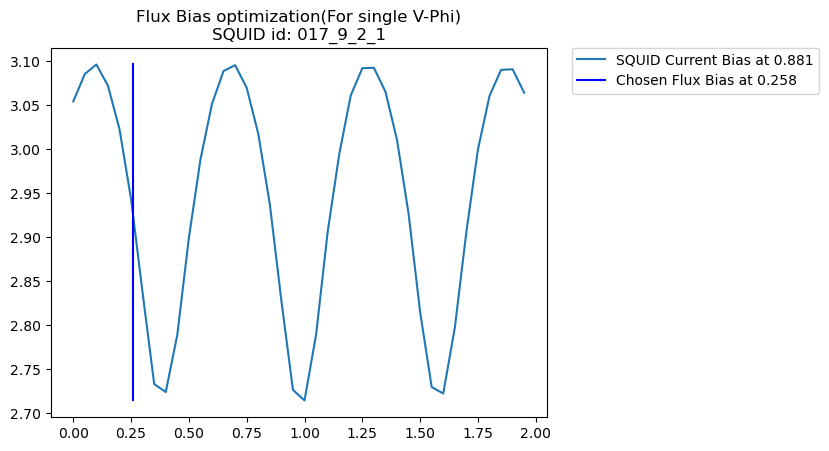 Flux Bias optimization(For single V-Phi)
SQUID id: 017_9_2_1
SQUID Current Bias at 0.881
Chosen Flux Bias at 0.258
3.10
3.05
3.00
2.95
2.90
2.85
2.80
2.75
2.70
0.00 0.25 0.50 0.75 1.00 1.25 1.50 1.75 2.00